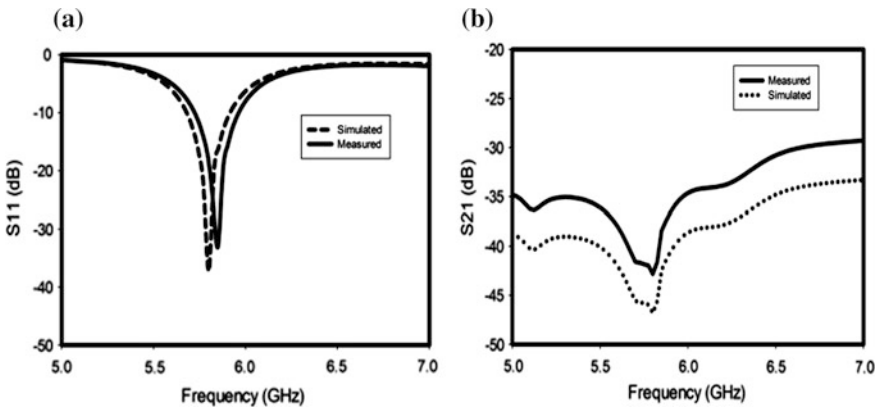 (a)
0
-10
-20
-30
-40
-50
S11 (dB)
Simulated
Measured
5.0 5.5 6.0 6.5 7.0
Frequency (GHz)
(b)
-20
-25
-30
-35
-40
-45
-50
S21 (dB)
Measured
Simulated
5.0 5.5 6.0 6.5 7.0
Frequency (GHz)